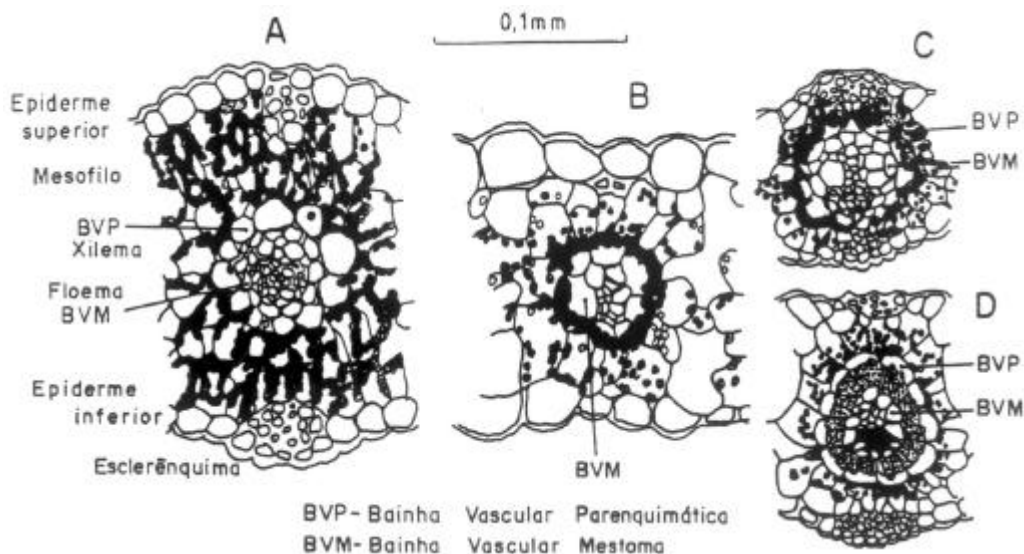 A
0,1mm
B
C
Epiderme
superior
Mesofilo
BVP
Xilema
Floema
BVM
Epiderme
inferior
Esclerênquima
BVM
BVP
BVM
D
BVP
BVM
BVP- Bainha Vascular Parenquimática
BVM- Bainha Vascular Mestoma